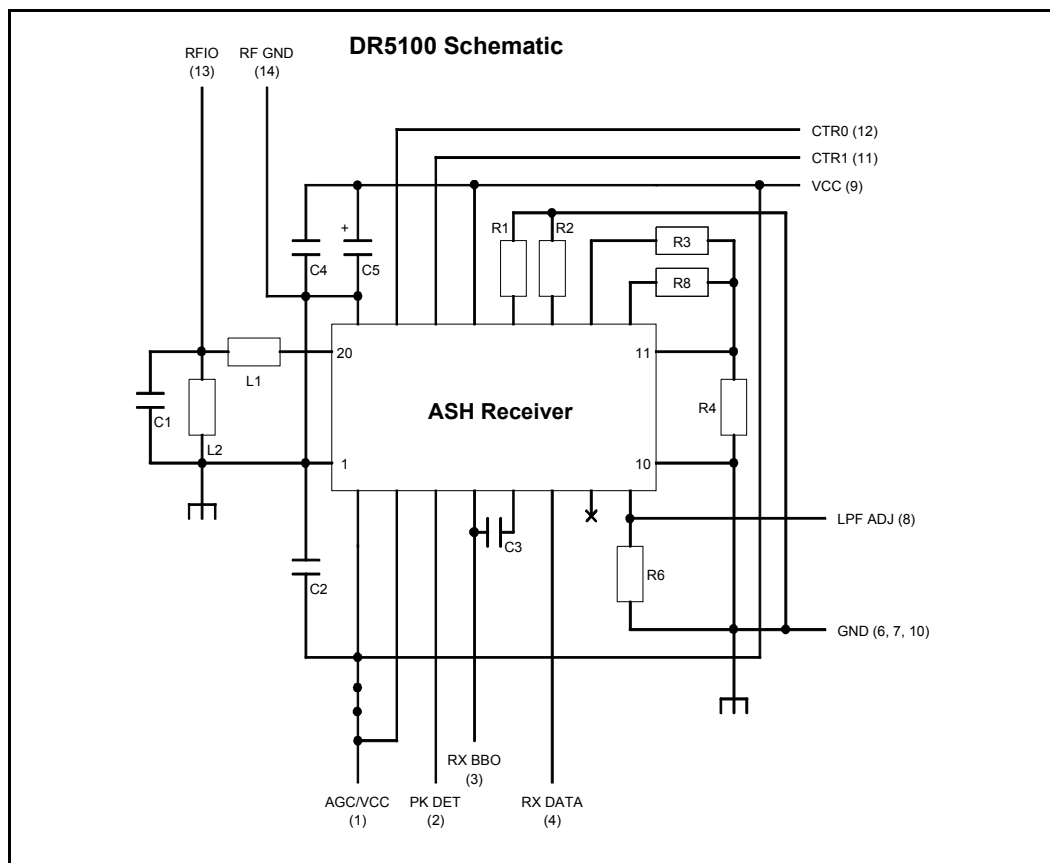 DR5100 Schematic
RFIO
(13)
RF GND
(14)
CTR0 (12)
CTR1 (11)
VCC (9)
R1
R2
R3
R8
+
C4
C5
20
11
L1
C1
L2
ASH Receiver
R4
1
10
LPF ADJ (8)
C3
C2
R6
GND (6, 7, 10)
RX BBO
(3)
AGC/VCC
(1)
PK DET
(2)
RX DATA
(4)